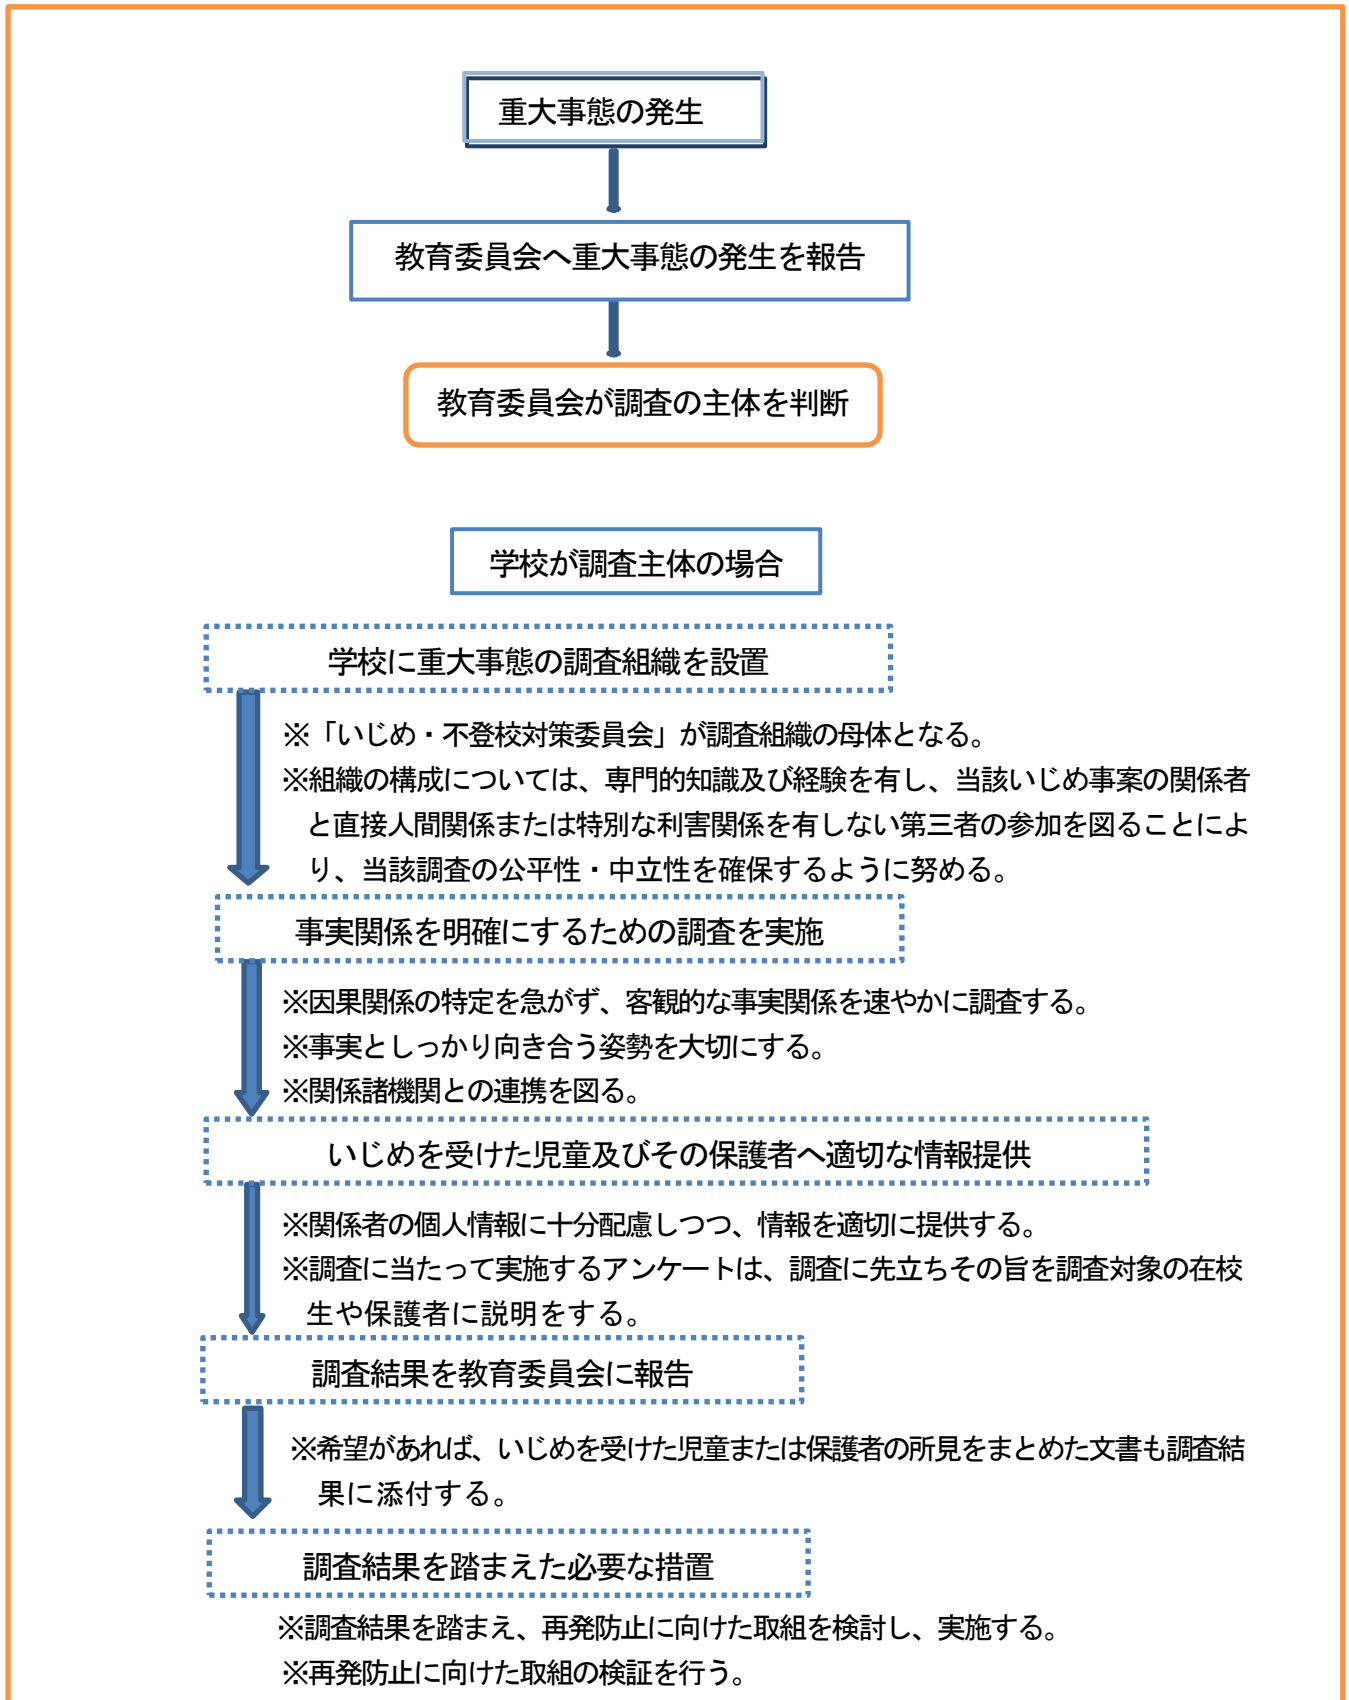 重大事態の発生
教育委員会へ重大事態の発生を報告
教育委員会が調査の主体を判断
学校が調査主体の場合
学校に重大事態の調査組織を設置
※「いじめ・不登校対策委員会」が調査組織の母体となる。
※組織の構成については、専門的知識及び経験を有し、当該いじめ事案の関係者
と直接人間関係または特別な利害関係を有しない第三者の参加を図ることによ
り、当該調査の公平性・中立性を確保するように努める。
事実関係を明確にするための調査を実施
※因果関係の特定を急がず、客観的な事実関係を速やかに調査する。
※事実としっかり向き合う姿勢を大切にする。
※関係諸機関との連携を図る。
いじめを受けた児童及びその保護者へ適切な情報提供
※関係者の個人情報に十分配慮しつつ、情報を適切に提供する。
※調査に当たって実施するアンケートは、調査に先立ちその旨を調査対象の在校
生や保護者に説明をする。
調査結果を教育委員会に報告
※希望があれば、いじめを受けた児童または保護者の所見をまとめた文書も調査結
果に添付する。
調査結果を踏まえた必要な措置
※調査結果を踏まえ、再発防止に向けた取組を検討し、実施する。
※再発防止に向けた取組の検証を行う。